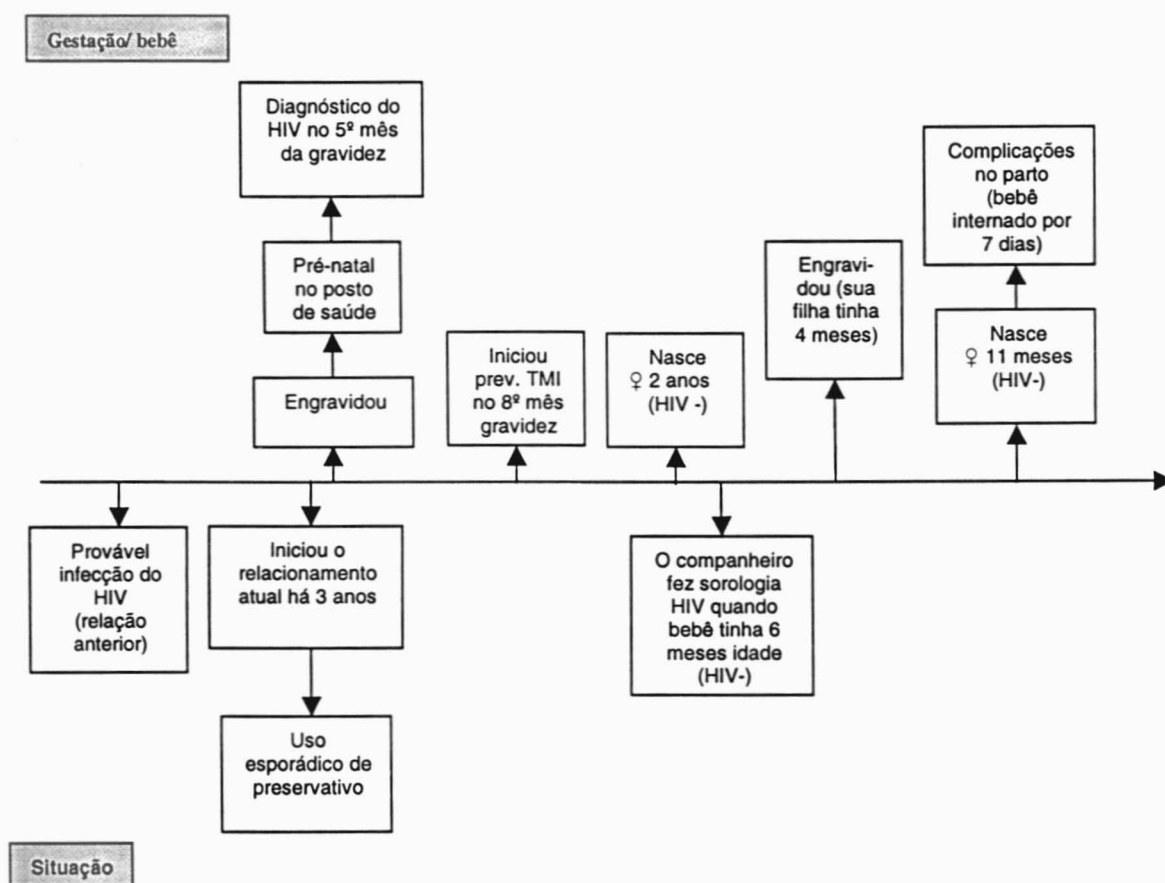 Gestação/ bebê
Diagnóstico do
HIV no 5º mês
da gravidez
Pré-natal
no posto
de saúde
Engravidou
Iniciou
prev. TMI
no 8º mês
gravidez
Nasce
♀ 2 anos
(HIV -)
Engravi-
dou (sua
filha tinha
4 meses)
Complicações
no parto
(bebê
internado por
7 dias)
Nasce
♀ 11 meses
(HIV-)
Provável
infecção do
HIV
(relação
anterior)
Iniciou o
relacionamento
atual há 3 anos
Uso
esporádico de
preservativo
O companheiro
fez sorologia
HIV quando
bebê tinha 6
meses idade
(HIV-)
Situação